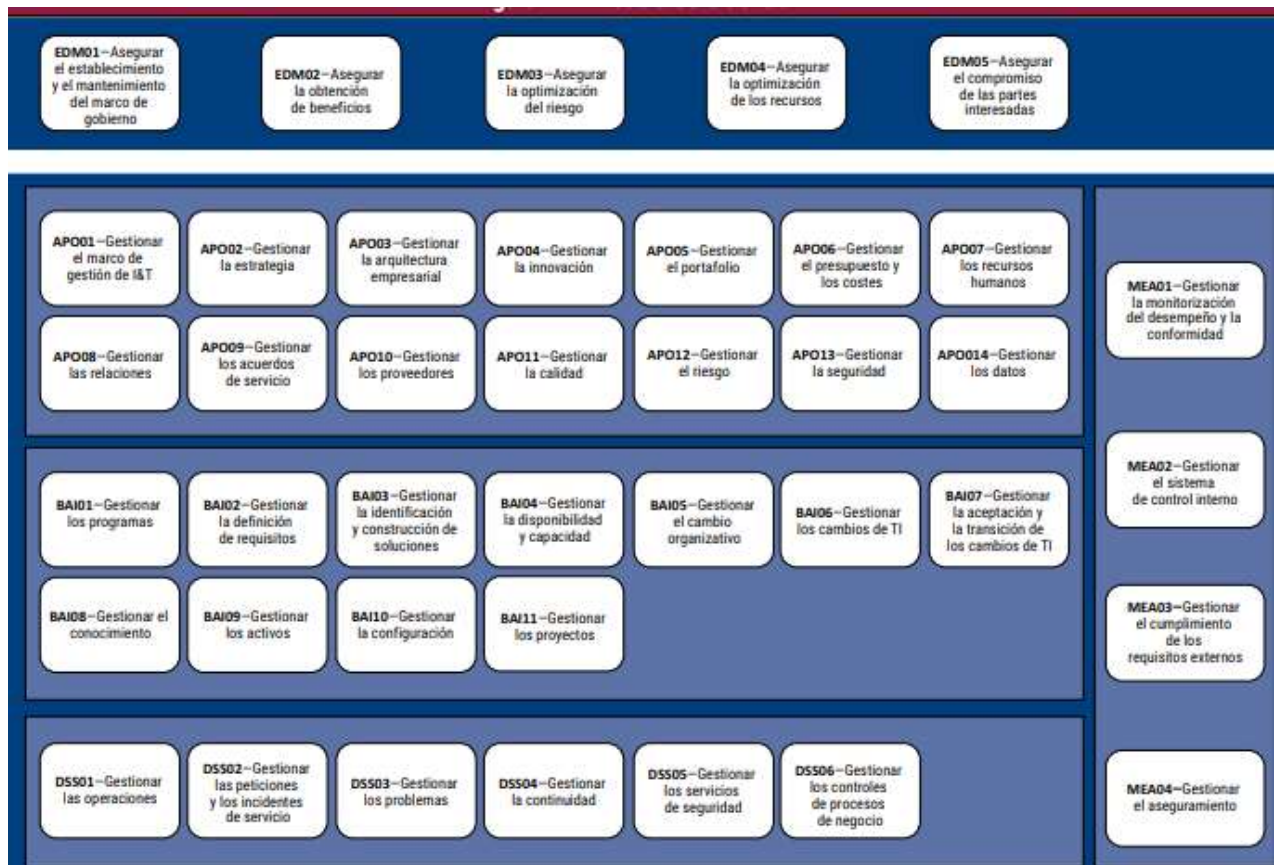 EDM01—Asegurar
el establecimiento
y el mantenimiento
del marco de
gobierno
EDM02—Asegurar
la obtención
de beneficios
EDM03—Asegurar
la optimización
del riesgo
EDM04—Asegurar
la optimización
de los recursos
EDM05—Asegurar
el compromiso
de las partes
interesadas
APO01—Gestionar
el marco de
gestión de I&T
APO02—Gestionar
la estrategia
APO03—Gestionar
la arquitectura
empresarial
APO04—Gestionar
la innovación
APO05—Gestionar
el portafolio
APO06—Gestionar
el presupuesto y
los costes
APO07—Gestionar
los recursos
humanos
APO08—Gestionar
las relaciones
APO09—Gestionar
los acuerdos
de servicio
APO10—Gestionar
los proveedores
APO11—Gestionar
la calidad
APO12—Gestionar
el riesgo
APO13—Gestionar
la seguridad
APO014—Gestionar
los datos
BAI01—Gestionar
los programas
BAI02—Gestionar
la definición
de requisitos
BAI03—Gestionar
la identificación
y construcción de
soluciones
BAI04—Gestionar
la disponibilidad
y capacidad
BAI05—Gestionar
el cambio
organizativo
BAI06—Gestionar
los cambios de TI
BAI07—Gestionar
la aceptación y
la transición de
los cambios de TI
BAI08—Gestionar el
conocimiento
BAI09—Gestionar
los activos
BAI10—Gestionar
la configuración
BAI11—Gestionar
los proyectos
DSS01—Gestionar
las operaciones
DSS02—Gestionar
las peticiones
y los incidentes
de servicio
DSS03—Gestionar
los problemas
DSS04—Gestionar
la continuidad
DSS05—Gestionar
los servicios
de seguridad
DSS06—Gestionar
los controles
de procesos
de negocio
MEA01—Gestionar
la monitorización
del desempeño y la
conformidad
MEA02—Gestionar
el sistema
de control interno
MEA03—Gestionar
el cumplimiento
de los
requisitos externos
MEA04—Gestionar
el aseguramiento